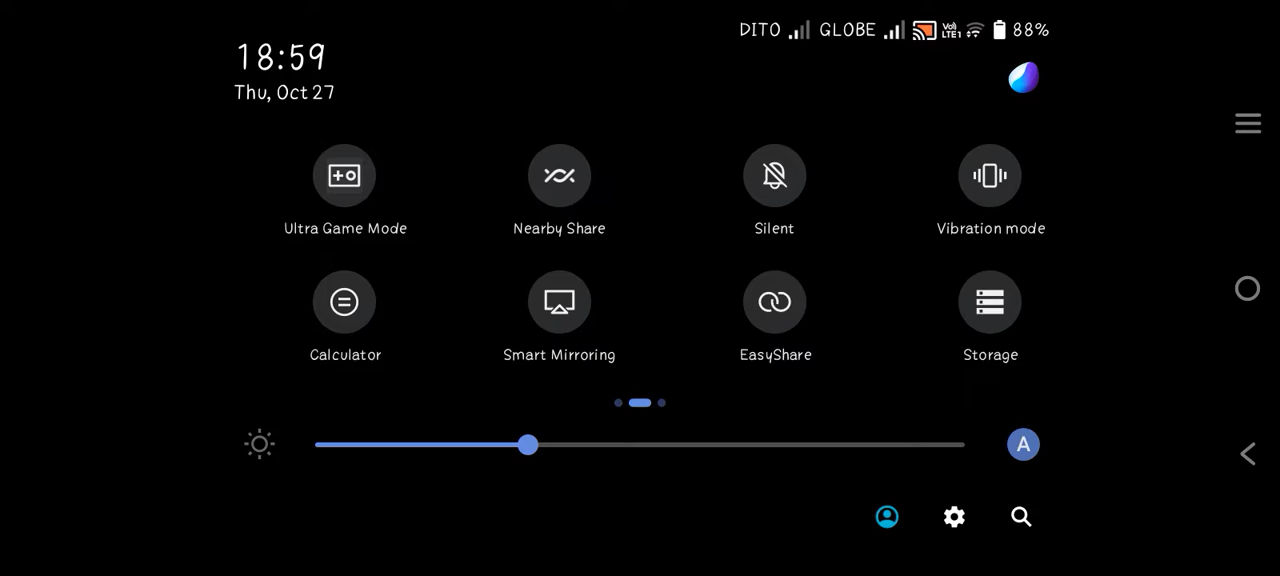 DITO GLOBE VoLTE1 88%
18:59
Thu, Oct 27
Ultra Game Mode Nearby Share Silent Vibration mode
Calculator Smart Mirroring EasyShare Storage
A